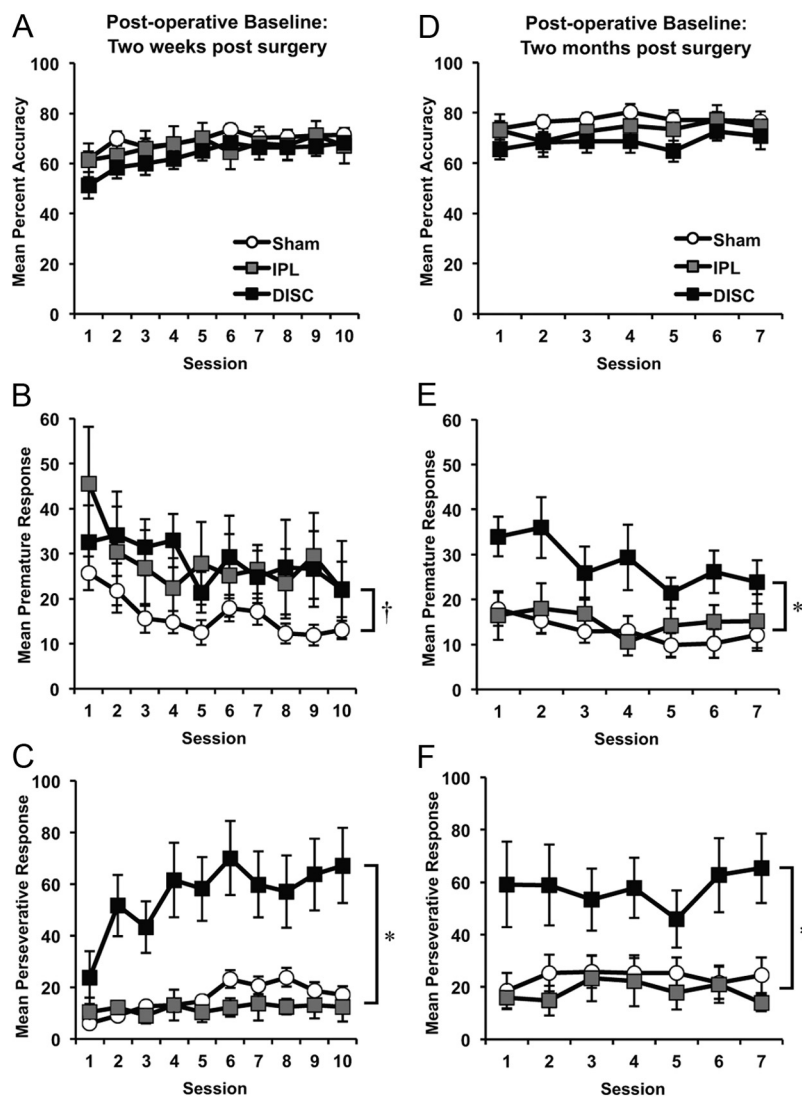 A
Post-operative Baseline:
Two weeks post surgery
100
80
60
40
20
0
Mean Percent Accuracy
Sham
IPL
DISC
1 2 3 4 5 6 7 8 9 10
Session
D
Post-operative Baseline:
Two months post surgery
100
80
60
40
20
0
Mean Percent Accuracy
Sham
IPL
DISC
1 2 3 4 5 6 7
Session
B
60
50
40
30
20
10
0
Mean Premature Response
†
1 2 3 4 5 6 7 8 9 10
Session
E
60
50
40
30
20
10
0
Mean Premature Response
*
1 2 3 4 5 6 7
Session
C
100
80
60
40
20
0
Mean Perseverative Response
*
1 2 3 4 5 6 7 8 9 10
Session
F
100
80
60
40
20
0
Mean Perseverative Response
*
1 2 3 4 5 6 7
Session